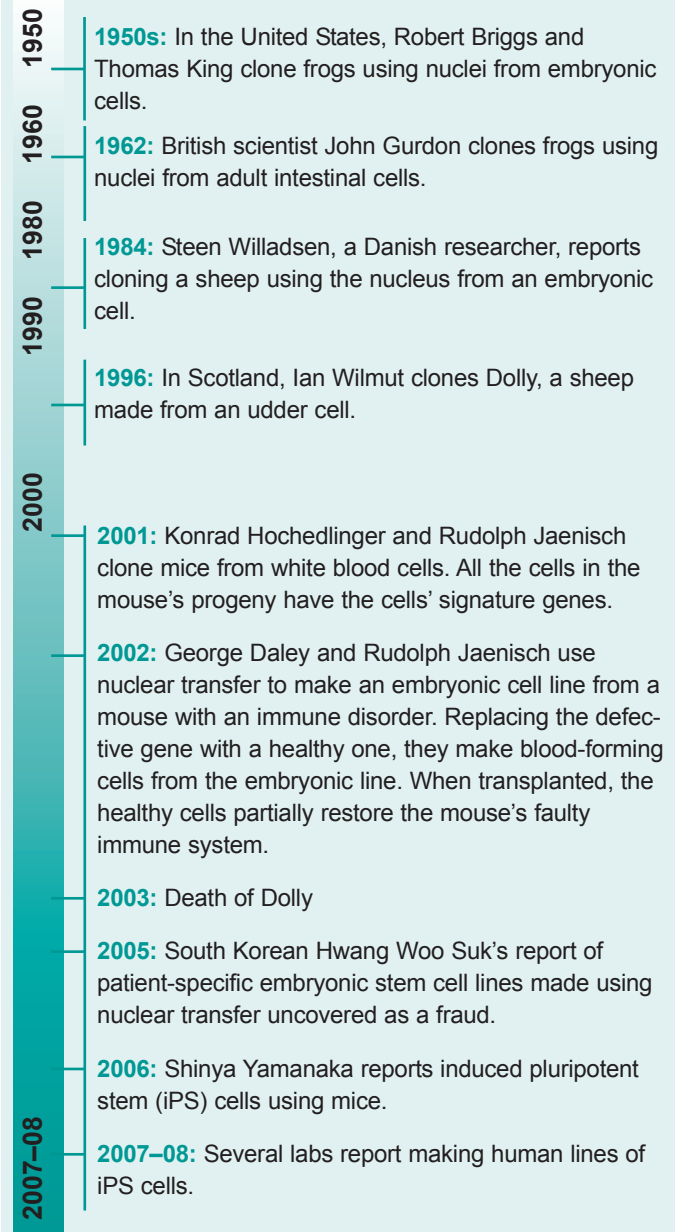 1950
1950s: In the United States, Robert Briggs and
Thomas King clone frogs using nuclei from embryonic
cells.
1960
1962: British scientist John Gurdon clones frogs using
nuclei from adult intestinal cells.
1980
1984: Steen Willadsen, a Danish researcher, reports
cloning a sheep using the nucleus from an embryonic
cell.
1990
1996: In Scotland, Ian Wilmut clones Dolly, a sheep
made from an udder cell.
2000
2001: Konrad Hochedlinger and Rudolph Jaenisch
clone mice from white blood cells. All the cells in the
mouse’s progeny have the cells’ signature genes.
2002: George Daley and Rudolph Jaenisch use
nuclear transfer to make an embryonic cell line from a
mouse with an immune disorder. Replacing the defec-
tive gene with a healthy one, they make blood-forming
cells from the embryonic line. When transplanted, the
healthy cells partially restore the mouse’s faulty
immune system.
2003: Death of Dolly
2005: South Korean Hwang Woo Suk’s report of
patient-specific embryonic stem cell lines made using
nuclear transfer uncovered as a fraud.
2006: Shinya Yamanaka reports induced pluripotent
stem (iPS) cells using mice.
2007–08
2007–08: Several labs report making human lines of
iPS cells.